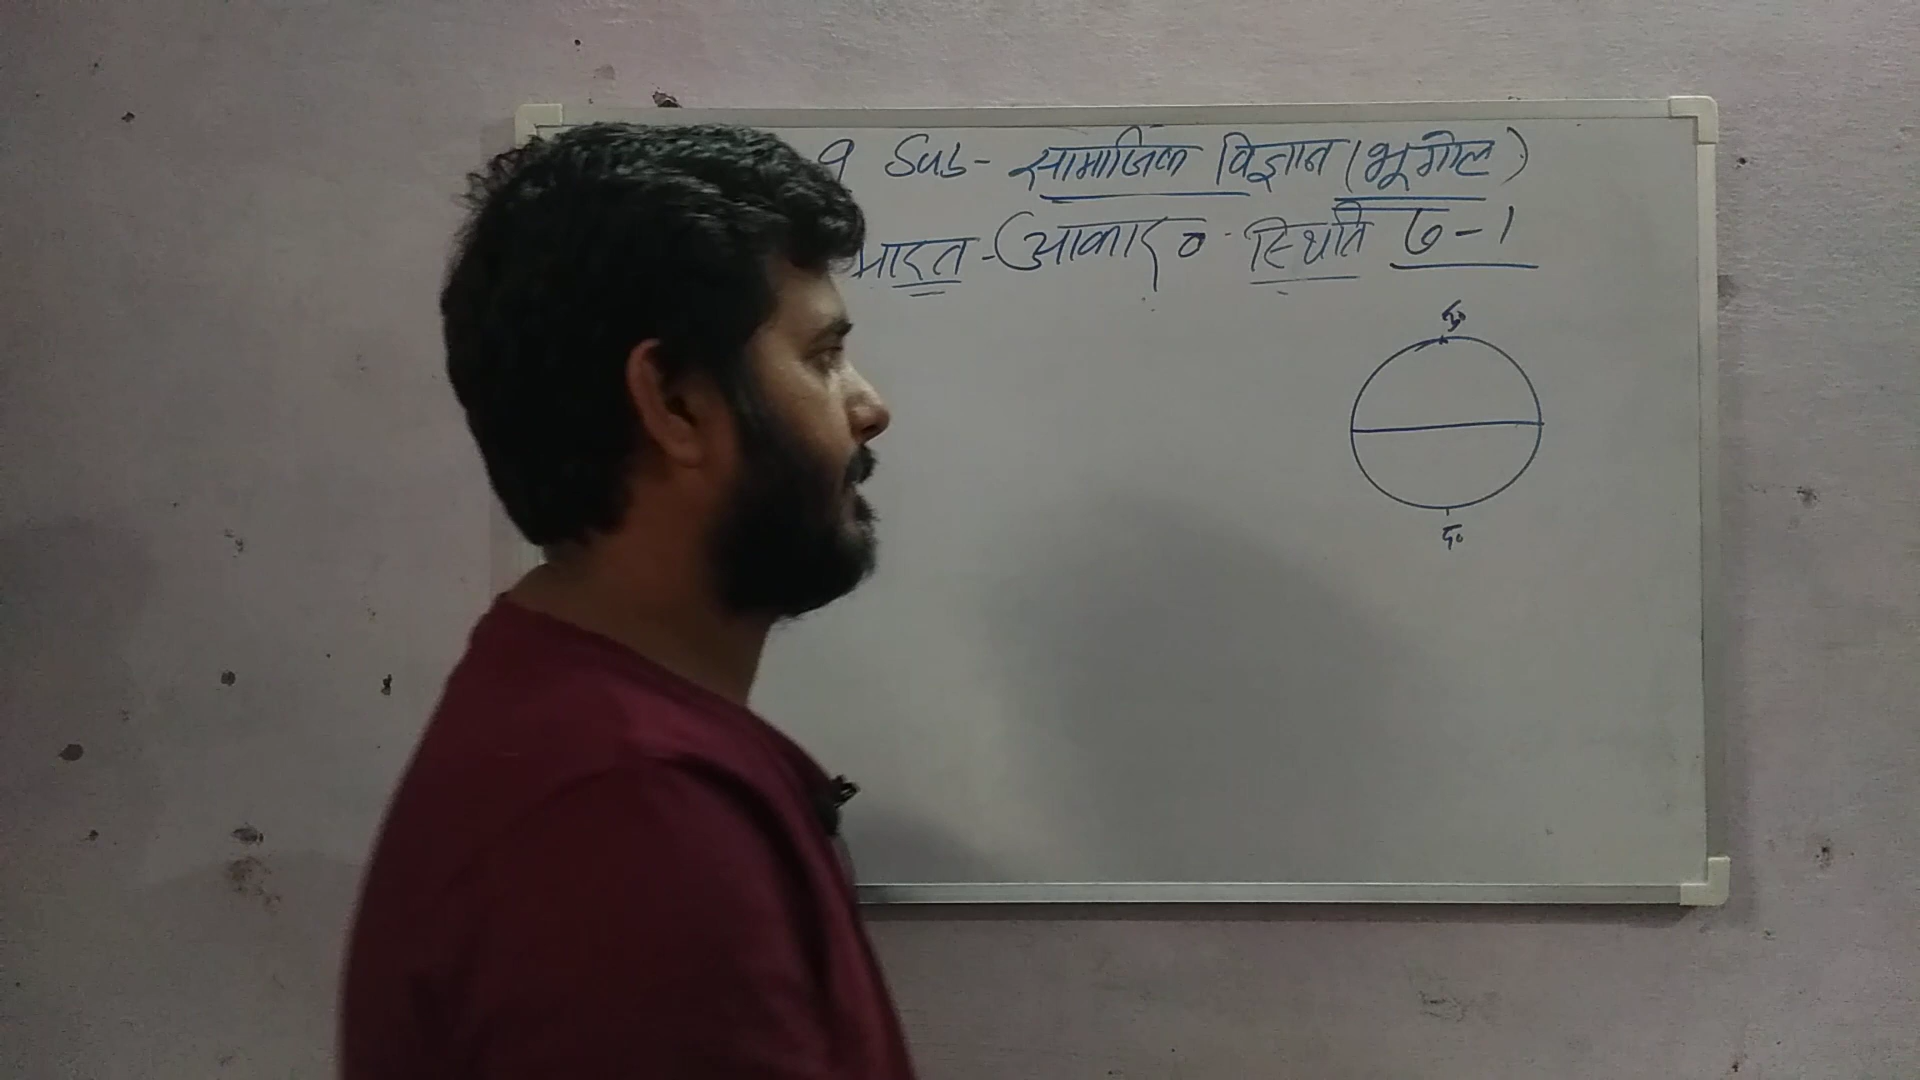 9 Sub- सामाजिक विज्ञान (भूगोल)
भारत - आकार व स्थिति  - 1
उ०
द०